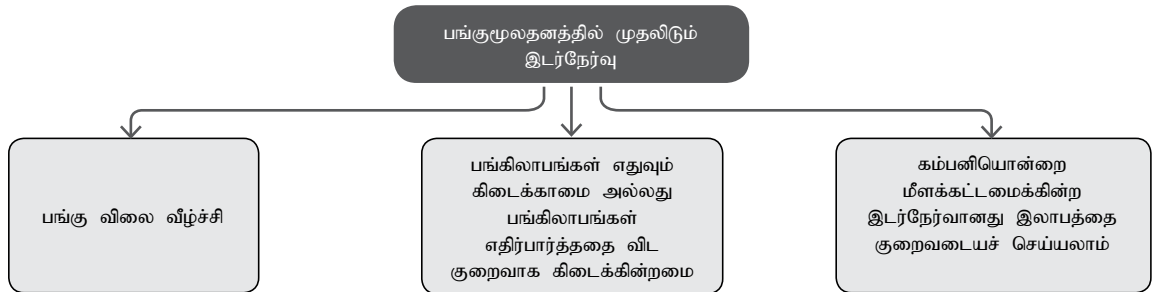 பங்குமூலதனத்தில் முதலிடும்
இடர்நேர்வு
பங்கு விலை வீழ்ச்சி
பங்கிலாபங்கள் எதுவும்
கிடைக்காமை அல்லது
பங்கிலாபங்கள்
எதிர்பார்த்ததை விட
குறைவாக கிடைக்கின்றமை
கம்பனியொன்றை
மீளக்கட்டமைக்கின்ற
இடர்நேர்வானது இலாபத்தை
குறைவடையச் செய்யலாம்